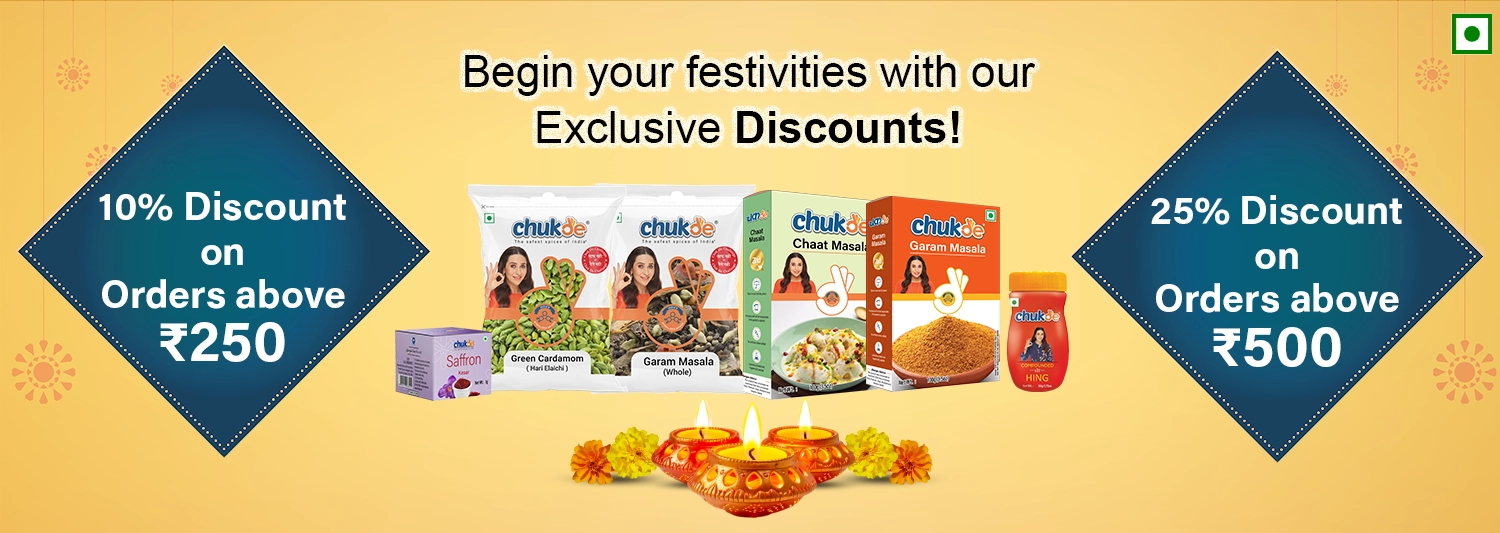 Begin your festivities with our
Exclusive Discounts!
10% Discount
on
Orders above
₹250
25% Discount
on
Orders above
₹500
chukde
Saffron
Kesar
chukde
The safest spices of India
Green Cardamom
( Hari Elaichi )
chukde
The safest spices of India
Garam Masala
(Whole)
chukde
Chaat
Masala
chukde
Chaat Masala
chukde
Garam
Masala
chukde
Garam Masala
chukde
COMPOUNDED
HING